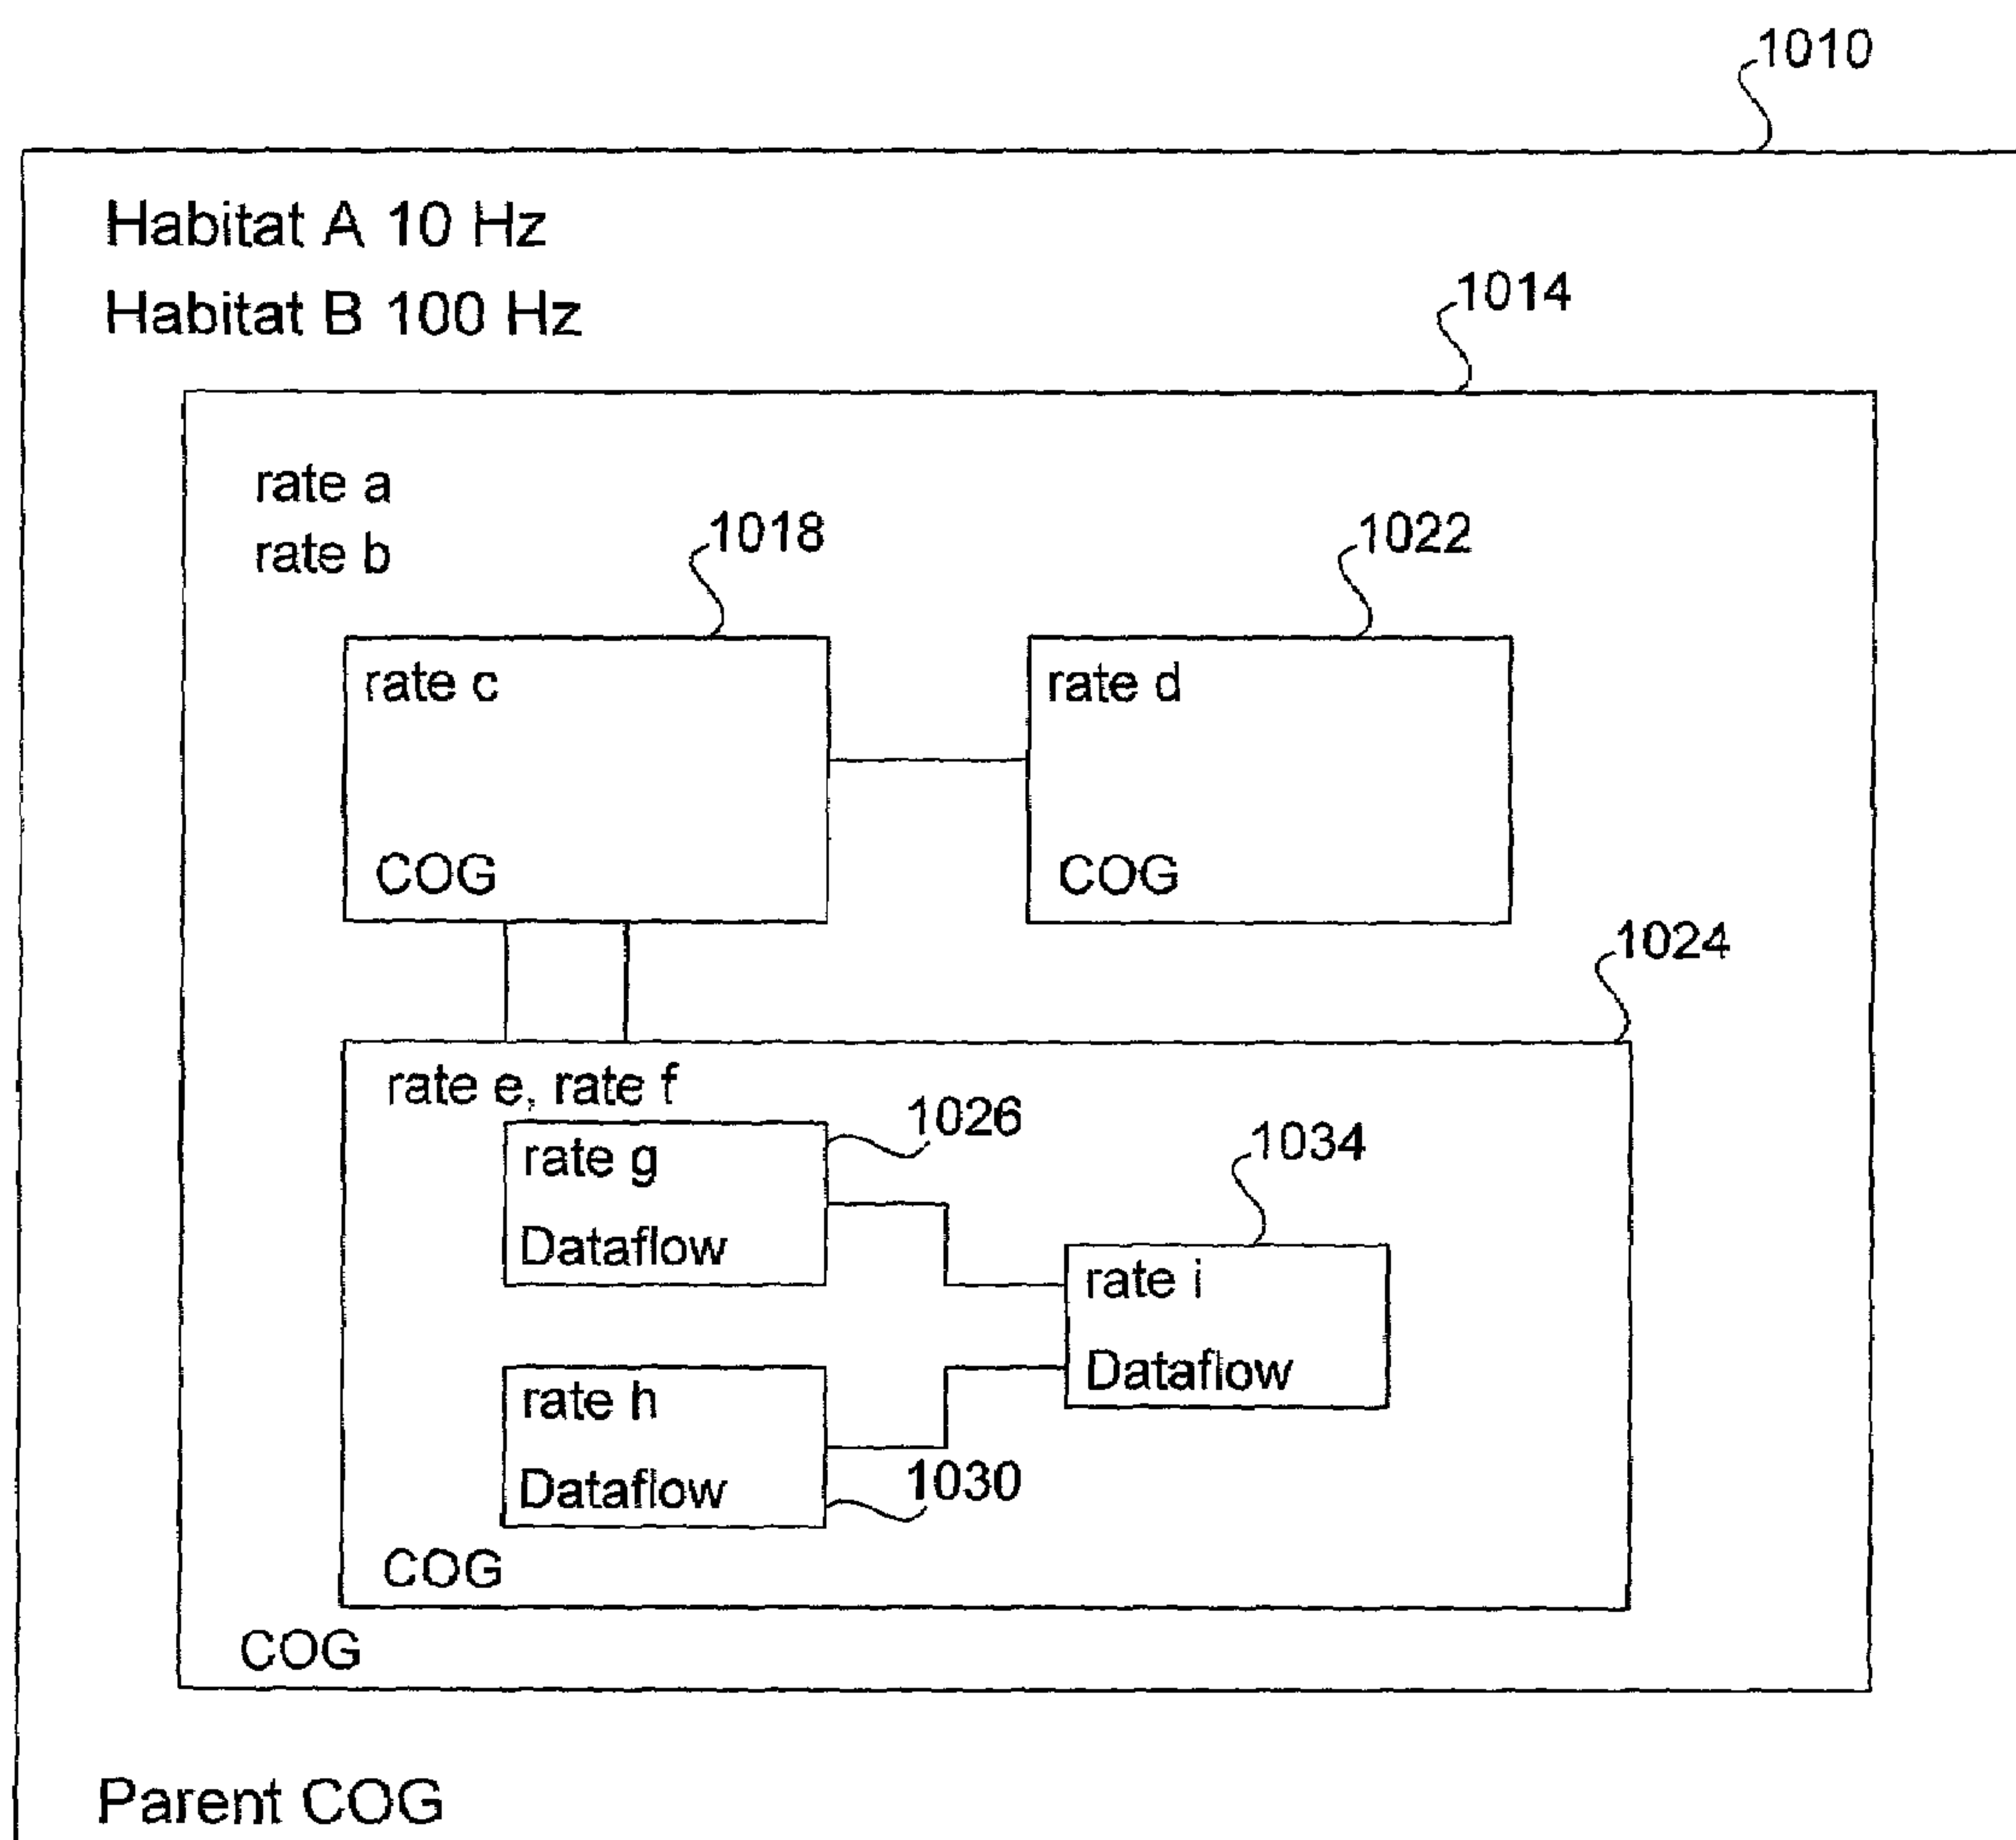 1010
Habitat A 10 Hz
Habitat B 100 Hz
1014
rate a
rate b
1018
1022
rate c
rate d
COG
COG
1024
rate e, rate f
1026
rate g
Dataflow
1034
rate i
Dataflow
rate h
Dataflow
1030
COG
COG
Parent COG